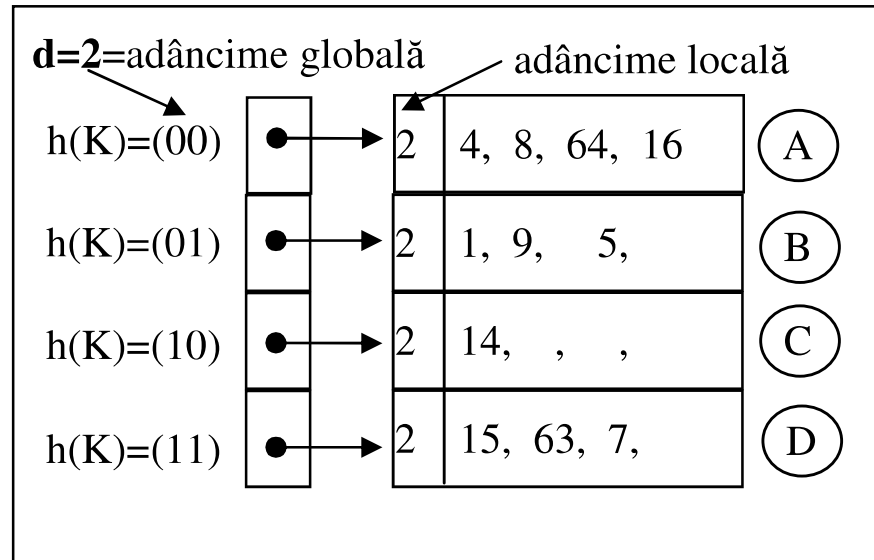 d=2=adâncime globală adâncime locală
h(K)=(00) 2 4, 8, 64, 16 A
h(K)=(01) 2 1, 9, 5, B
h(K)=(10) 2 14, , , C
h(K)=(11) 2 15, 63, 7, D